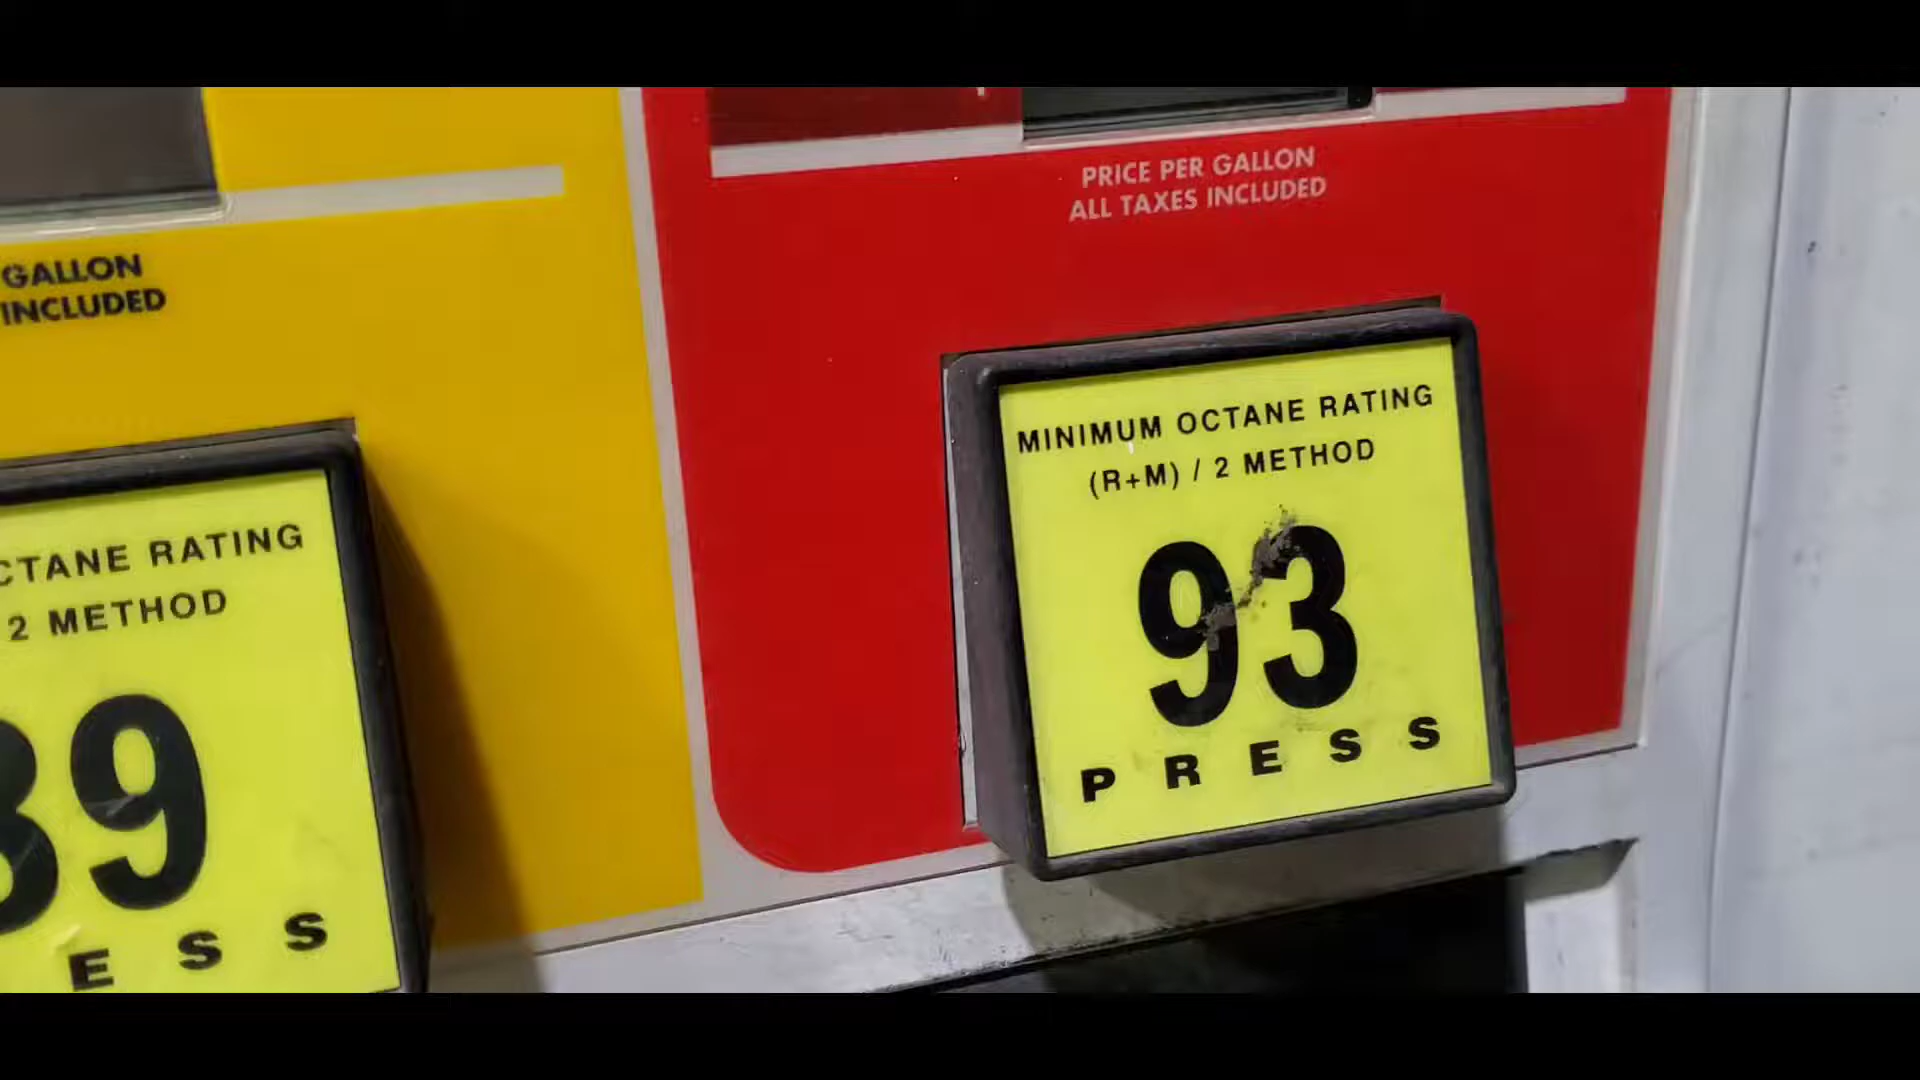 GALLON
INCLUDED
CTANE RATING
2 METHOD
89
ESS
PRICE PER GALLON
ALL TAXES INCLUDED
MINIMUM OCTANE RATING
(R+M) / 2 METHOD
93
PRESS